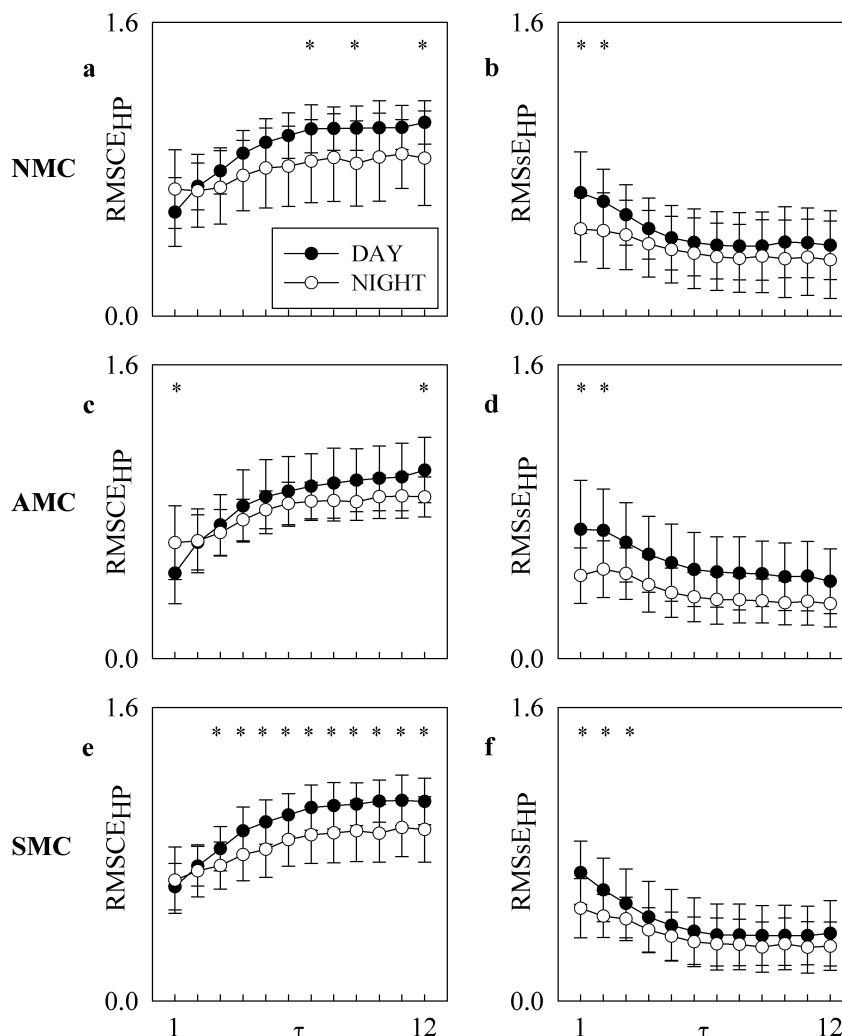 1.6
* * *
a
NMC
RMSCE_HP
DAY
NIGHT
0.0
1.6
* *
b
RMSsE_HP
0.0
1.6
* *
c
AMC
RMSCE_HP
0.0
1.6
* *
d
RMSsE_HP
0.0
1.6
* * * * * * * * * *
e
SMC
RMSCE_HP
0.0
1 τ 12
1.6
* * *
f
RMSsE_HP
0.0
1 τ 12